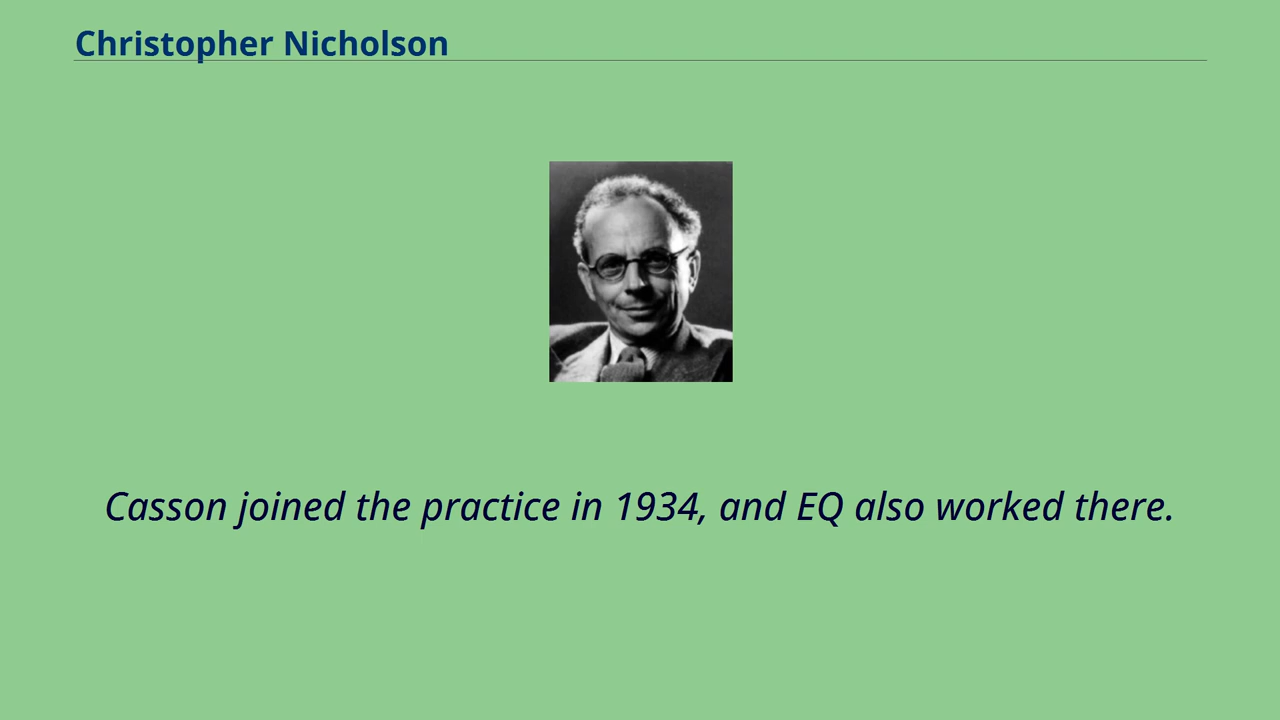 Christopher Nicholson
Casson joined the practice in 1934, and EQ also worked there.